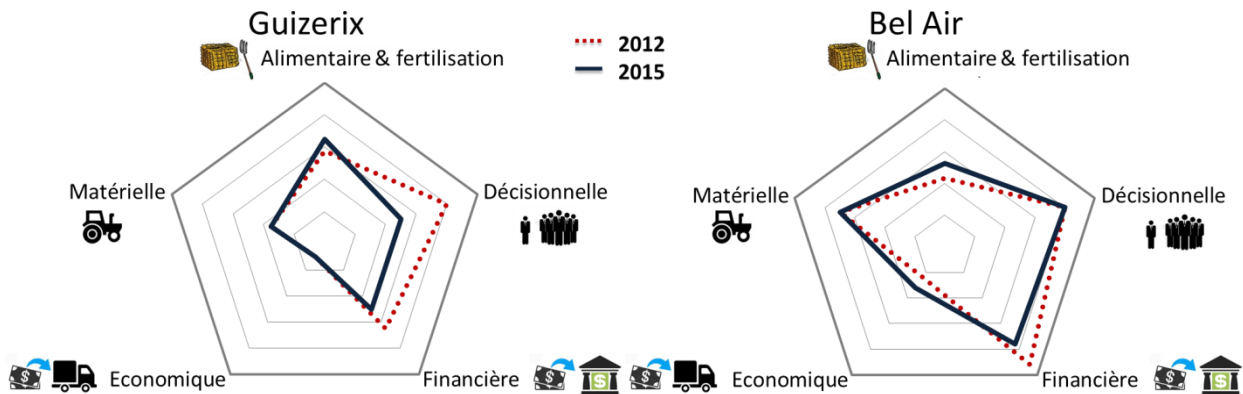 Guizerix
Alimentaire & fertilisation
Matérielle
Décisionnelle
Economique
Financière
2012
2015
Bel Air
Alimentaire & fertilisation
Matérielle
Décisionnelle
Economique
Financière